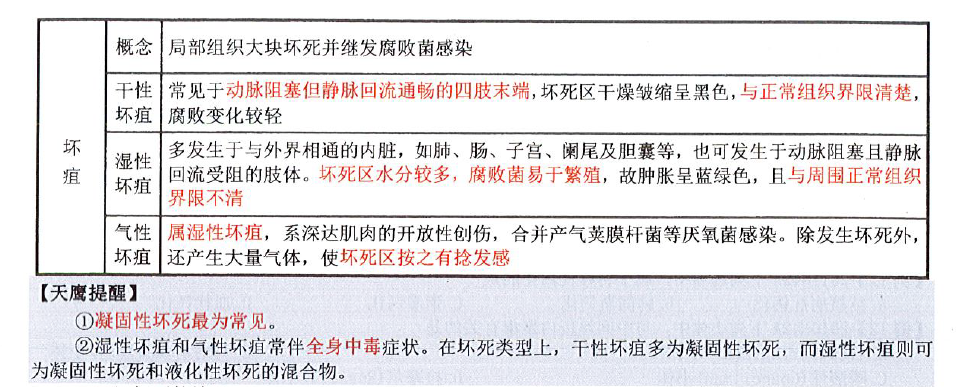 概念 局部组织大块坏死并继发腐败菌感染
干性 常见于动脉阻塞但静脉回流通畅的四肢末端，坏死区干燥皱缩呈黑色，与正常组织界限清楚，
坏疽 腐败变化较轻
坏
疽
多发生于与外界相通的内脏，如肺、肠、子宫、阑尾及胆囊等，也可发生于动脉阻塞且静脉
湿性 回流受阻的肢体。坏死区水分较多，腐败菌易于繁殖，故肿胀呈蓝绿色，且与周围正常组织
坏疽 界限不清
气性 属湿性坏疽，系深达肌肉的开放性创伤，合并产气荚膜杆菌等厌氧菌感染。除发生坏死外，
坏疽 还产生大量气体，使坏死区按之有捻发感
【天鹰提醒】
①凝固性坏死最为常见。
②湿性坏疽和气性坏疽常伴全身中毒症状。在坏死类型上，干性坏疽多为凝固性坏死，而湿性坏疽则可
为凝固性坏死和液化性坏死的混合物。